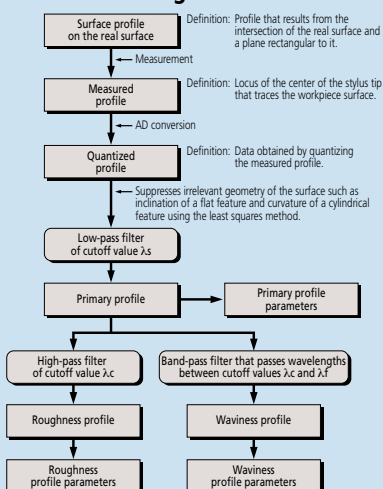 Surface profile
on the real surface
Definition: Profile that results from the
intersection of the real surface and
a plane rectangular to it.
Measurement
Measured
profile
Definition: Locus of the center of the stylus tip
that traces the workpiece surface.
AD conversion
Quantized
profile
Definition: Data obtained by quantizing
the measured profile.
Suppresses irrelevant geometry of the surface such as
inclination of a flat feature and curvature of a cylindrical
feature using the least squares method.
Low-pass filter
of cutoff value λs
Primary profile
Primary profile
parameters
High-pass filter
of cutoff value λc
Band-pass filter that passes wavelengths
between cutoff values λc and λf
Roughness profile
Waviness profile
Roughness
profile parameters
Waviness
profile parameters